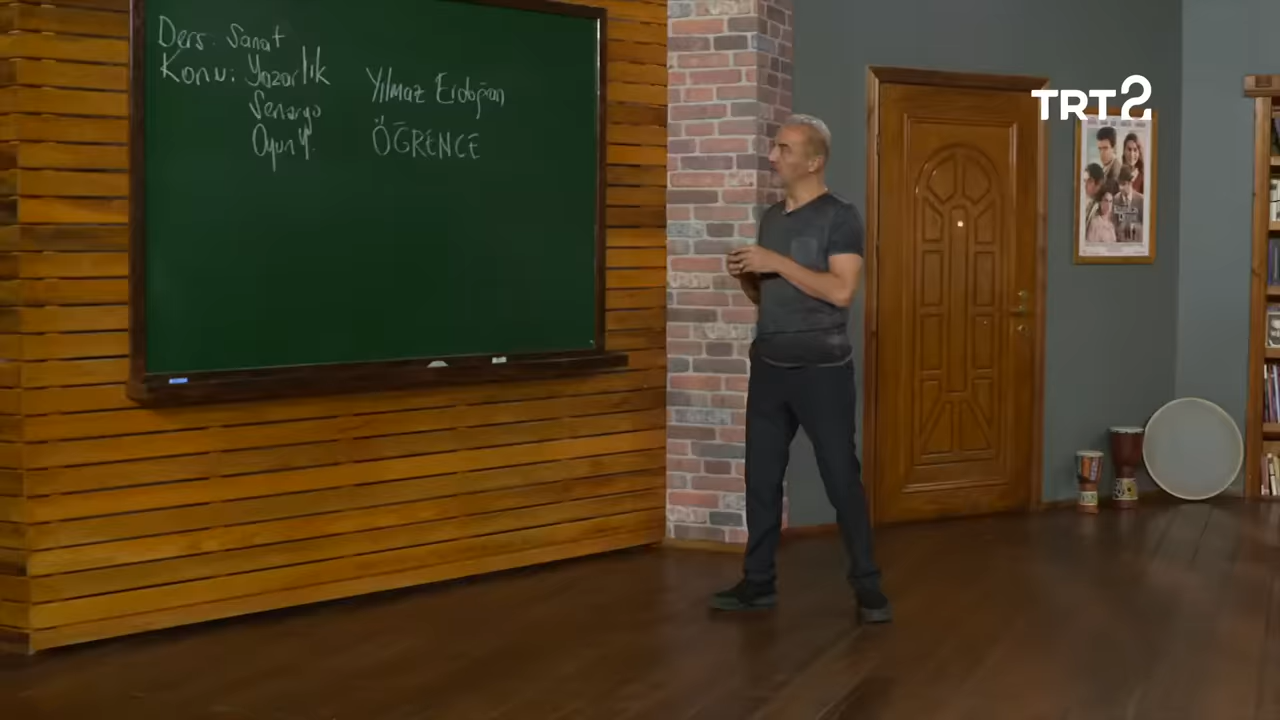 Ders: Sanat
Konu: Yazarlık
Senaryo
Oyun Y.
Yılmaz Erdoğan
ÖĞRENCE
TRT2